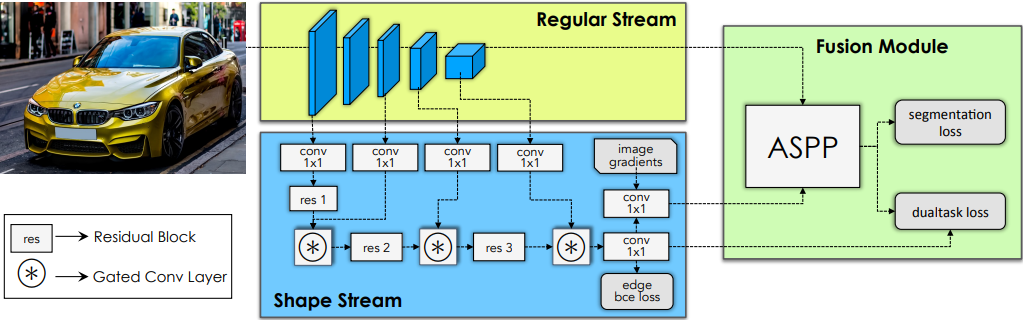 Regular Stream
Fusion Module
conv
1x1
conv
1x1
conv
1x1
conv
1x1
image
gradients
segmentation
loss
ASPP
res 1
conv
1x1
dualtask loss
res
Residual Block
res 2
res 3
conv
1x1
Gated Conv Layer
Shape Stream
edge
bce loss